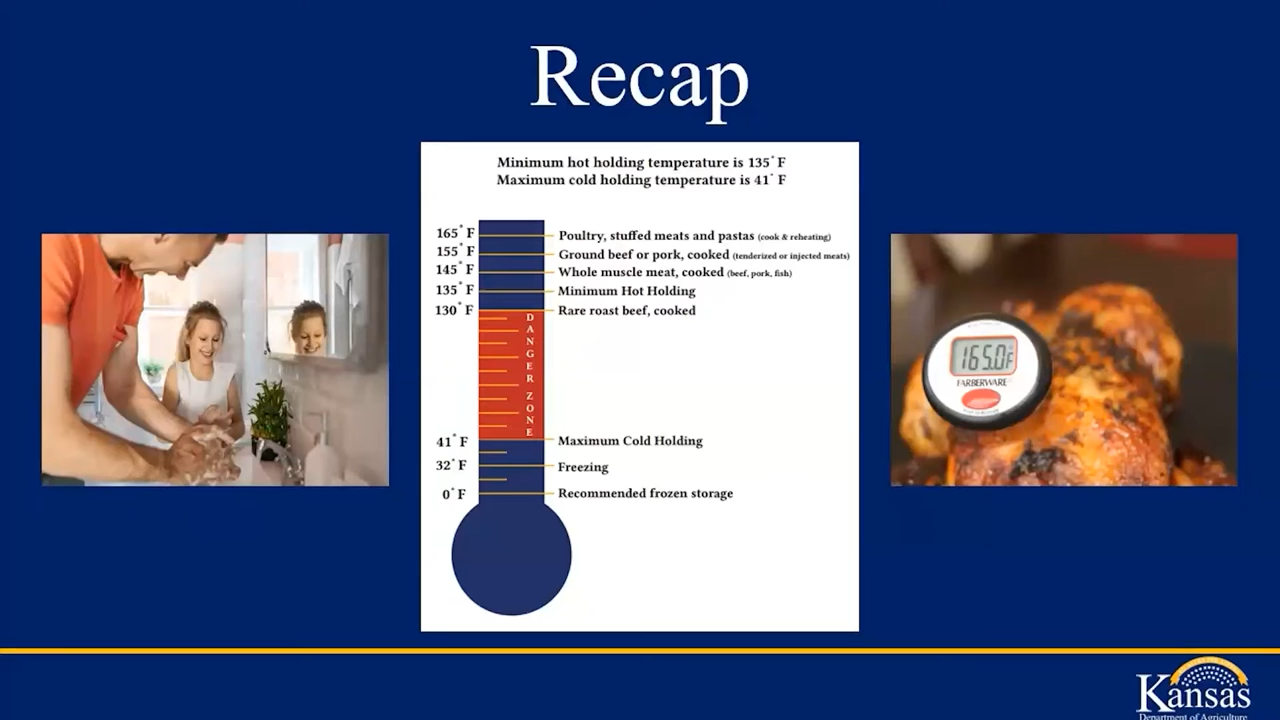 Recap
Minimum hot holding temperature is 135° F
Maximum cold holding temperature is 41° F
165° F Poultry, stuffed meats and pastas (cook & reheating)
155° F Ground beef or pork, cooked (tenderized or injected meats)
145° F Whole muscle meat, cooked (beef, pork, fish)
135° F Minimum Hot Holding
130° F Rare roast beef, cooked
DANGER ZONE
41° F Maximum Cold Holding
32° F Freezing
0° F Recommended frozen storage
165.0F
FARBERWARE
Kansas
Department of Agriculture